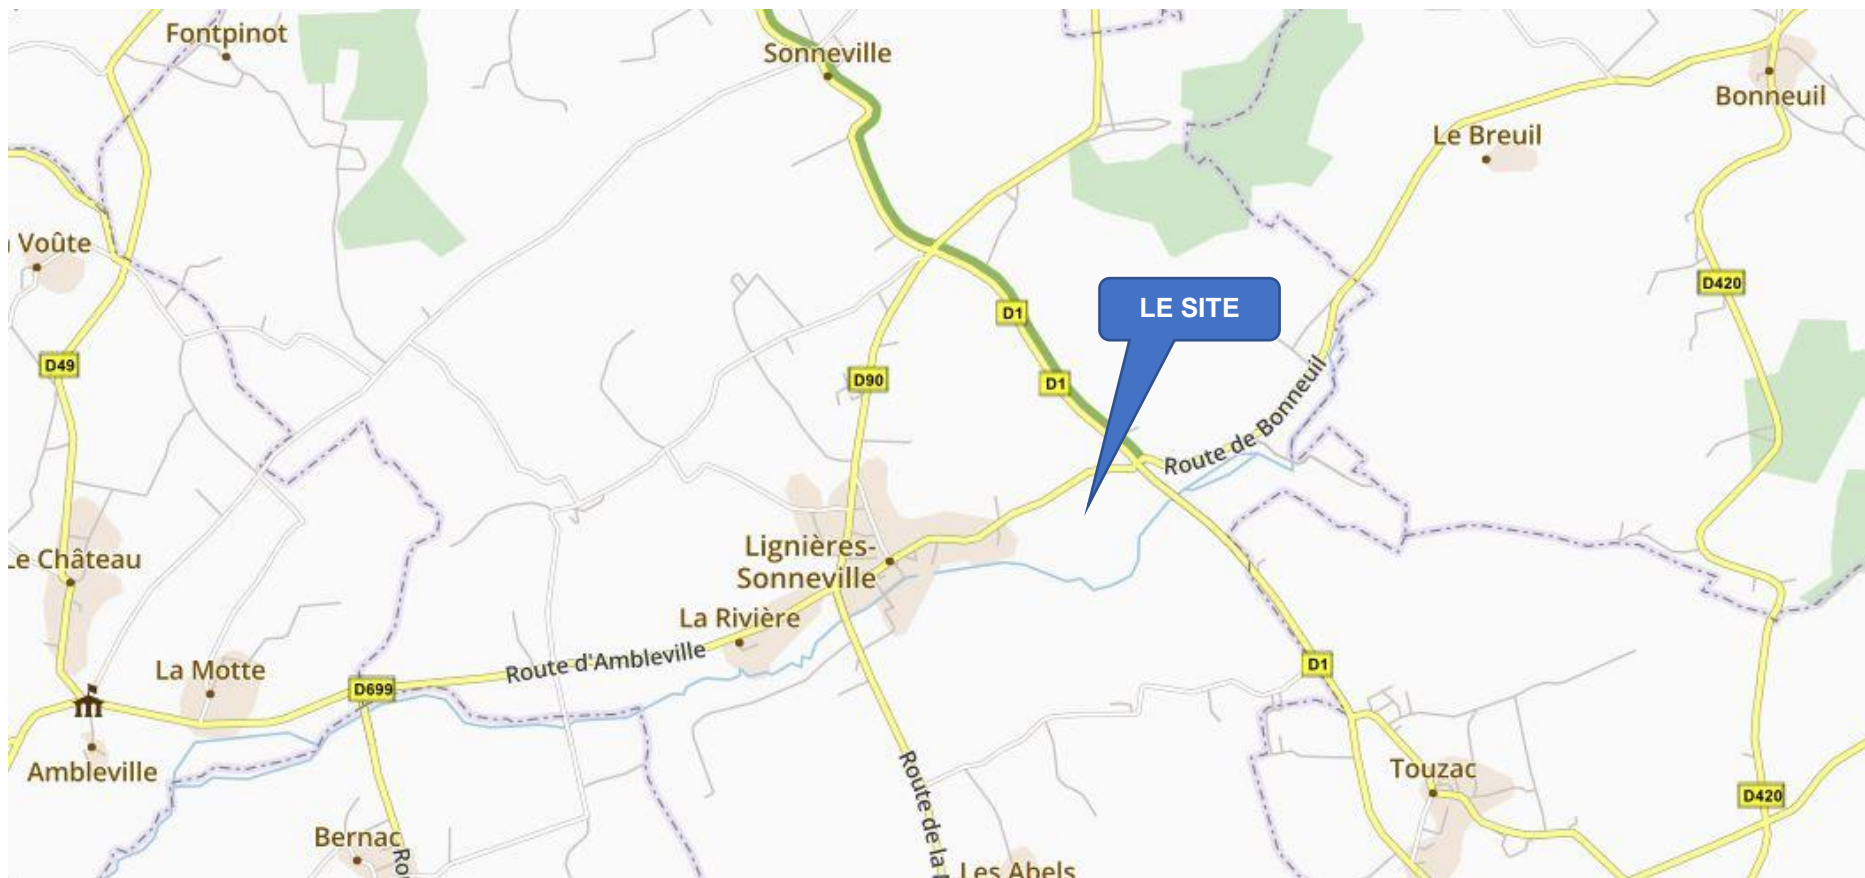 Fontpinot
Sonneville
Bonneuil
Le Breuil
Voûte
D420
LE SITE
D1
D49
D90
D1
Route de Bonneuil
Lignières-
Sonneville
Le Château
La Rivière
Route d'Ambleville
D1
La Motte
D699
Ambleville
Touzac
D420
Route de la
Bernac
Rou
Les Abels